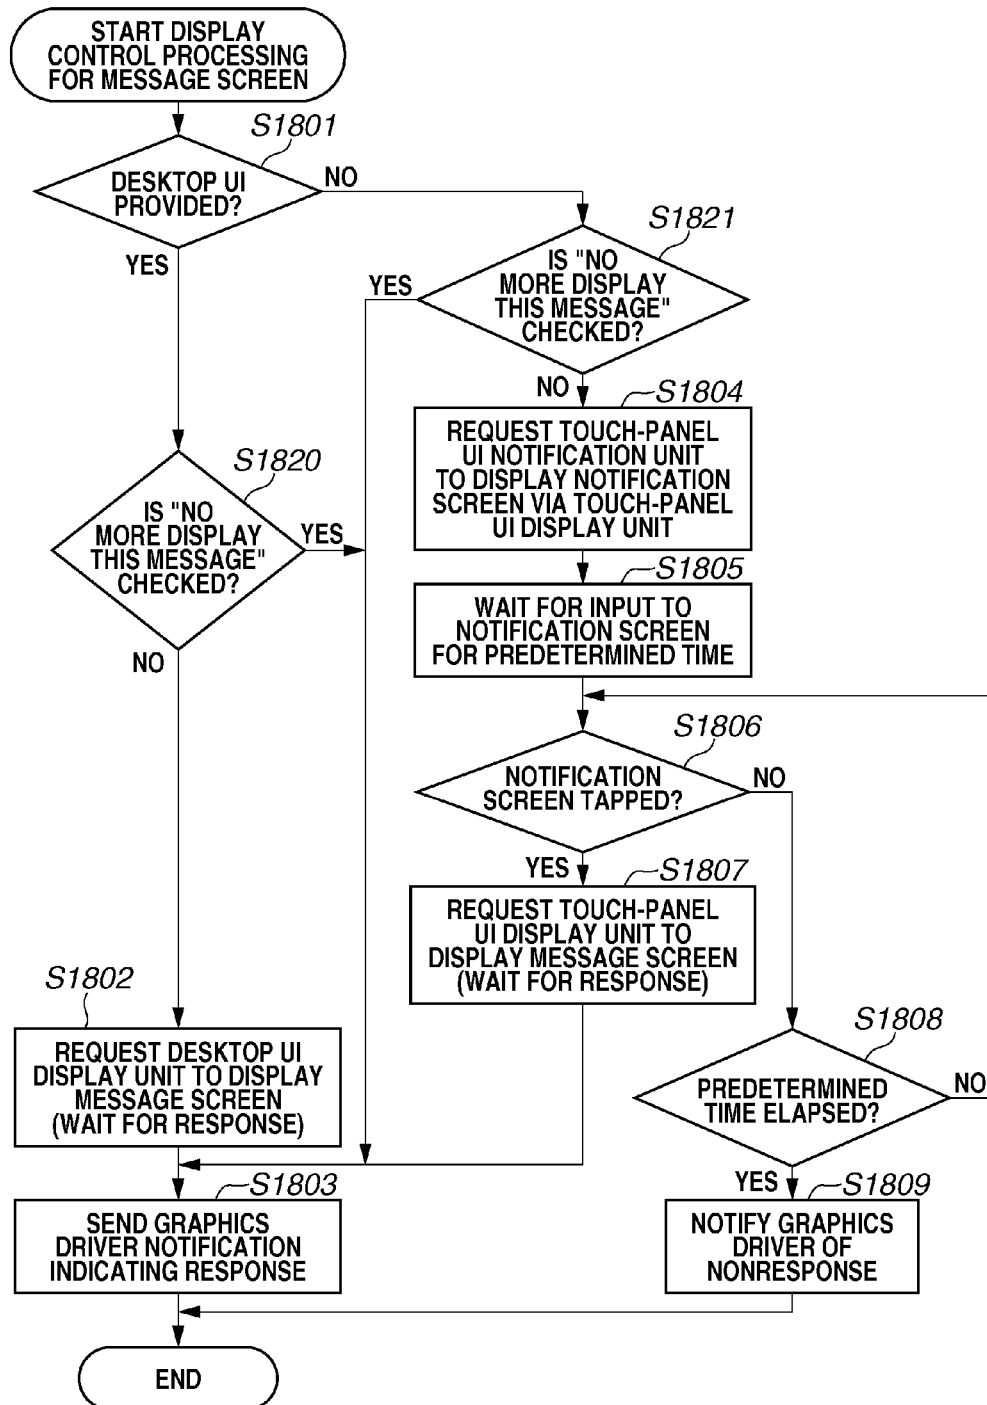 START DISPLAY
CONTROL PROCESSING
FOR MESSAGE SCREEN
S1801
DESKTOP UI
PROVIDED?
NO
YES
S1821
IS "NO
MORE DISPLAY
THIS MESSAGE"
CHECKED?
YES
NO
S1804
REQUEST TOUCH-PANEL
UI NOTIFICATION UNIT
TO DISPLAY NOTIFICATION
SCREEN VIA TOUCH-PANEL
UI DISPLAY UNIT
S1820
IS "NO
MORE DISPLAY
THIS MESSAGE"
CHECKED?
YES
NO
S1805
WAIT FOR INPUT TO
NOTIFICATION SCREEN
FOR PREDETERMINED TIME
S1806
NOTIFICATION
SCREEN TAPPED?
NO
YES
S1807
REQUEST TOUCH-PANEL
UI DISPLAY UNIT TO
DISPLAY MESSAGE SCREEN
(WAIT FOR RESPONSE)
S1802
REQUEST DESKTOP UI
DISPLAY UNIT TO DISPLAY
MESSAGE SCREEN
(WAIT FOR RESPONSE)
S1808
PREDETERMINED
TIME ELAPSED?
NO
YES
S1803
SEND GRAPHICS
DRIVER NOTIFICATION
INDICATING RESPONSE
S1809
NOTIFY GRAPHICS
DRIVER OF
NONRESPONSE
END